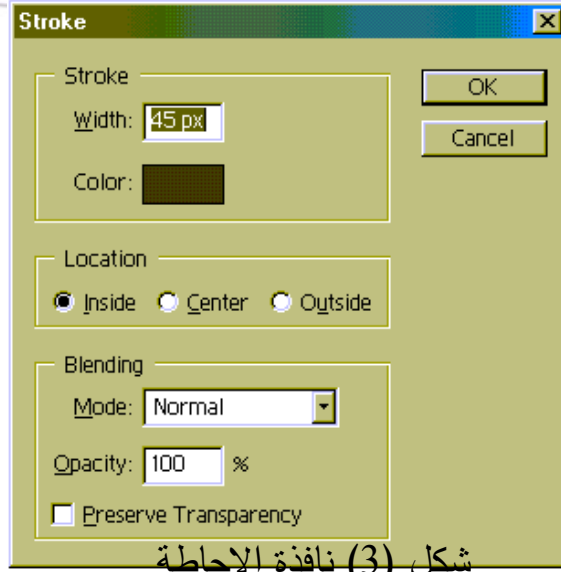 Stroke
Stroke
OK
Width: 45 px
Cancel
Color:
Location
Inside Center Outside
Blending
Mode: Normal
Opacity: 100 %
Preserve Transparency
شكل (3) نافذة الاحاطة